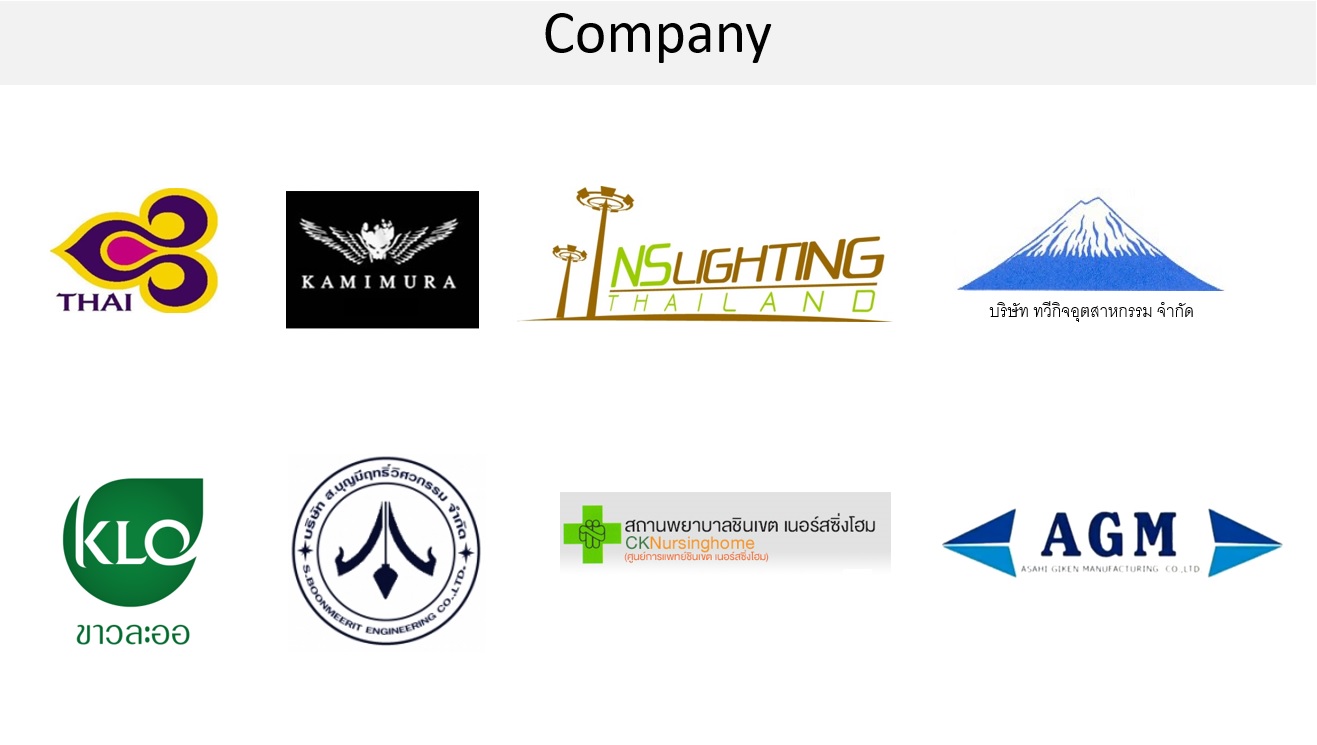 Company
THAI
KAMIMURA
NSLIGHTING
THAILAND
บริษัท ทวีกิจอุตสาหกรรม จำกัด
KLO
ขาวละออ
บริษัท ส.บุญมีฤทธิ์วิศวกรรม จำกัด
S.BOONMEERIT ENGINEERING CO.,LTD.
สถานพยาบาลชินเขต เนอร์สซิ่งโฮม
CKNursinghome
(ศูนย์การแพทย์ชินเขต เนอร์สซิ่งโฮม)
AGM
ASAHI GIKEN MANUFACTURING CO.,LTD